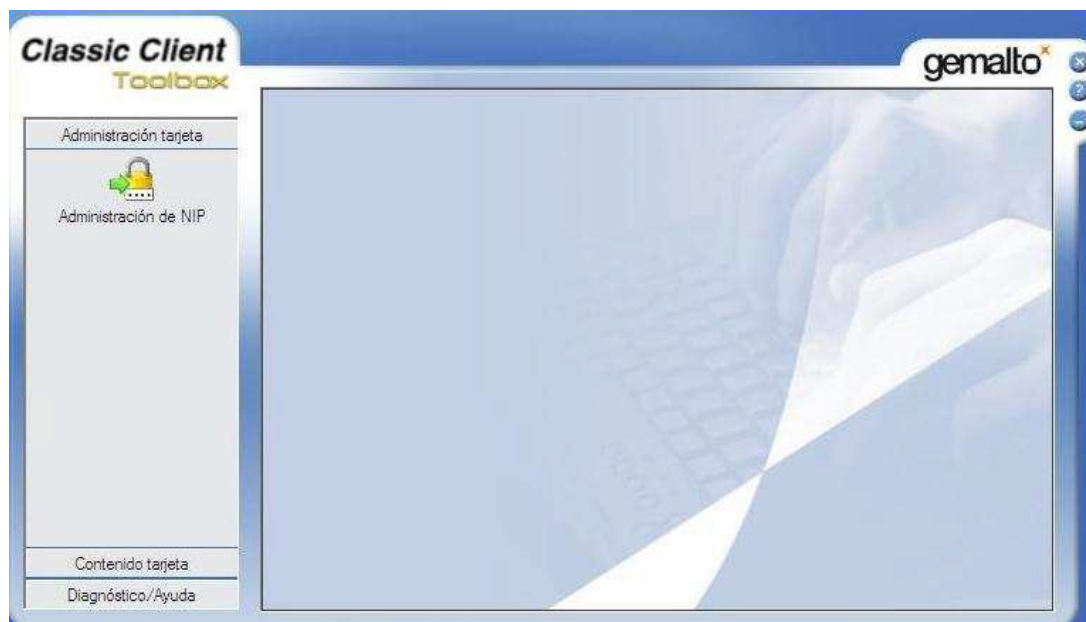 Classic Client
Toolbox
gemalto
Administración tarjeta
Administración de NIP
Contenido tarjeta
Diagnóstico/Ayuda